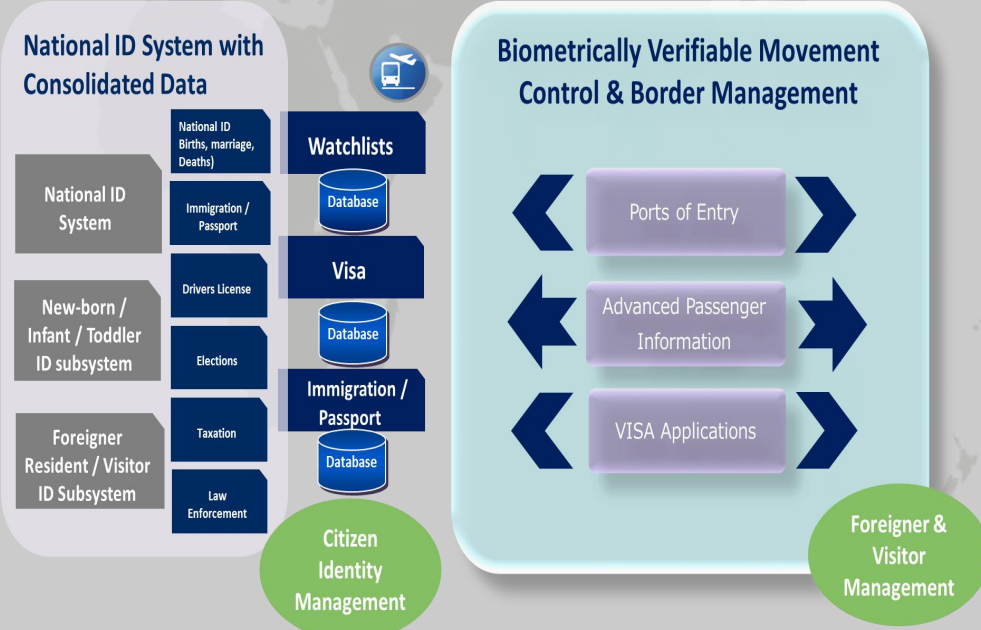 National ID System with
Consolidated Data
National ID
System
New-born /
Infant / Toddler
ID subsystem
Foreigner
Resident / Visitor
ID Subsystem
National ID
Births, marriage,
Deaths)
Immigration /
Passport
Drivers License
Elections
Taxation
Law
Enforcement
Watchlists
Database
Visa
Database
Immigration /
Passport
Database
Citizen
Identity
Management
Biometrically Verifiable Movement
Control & Border Management
Ports of Entry
Advanced Passenger
Information
VISA Applications
Foreigner &
Visitor
Management